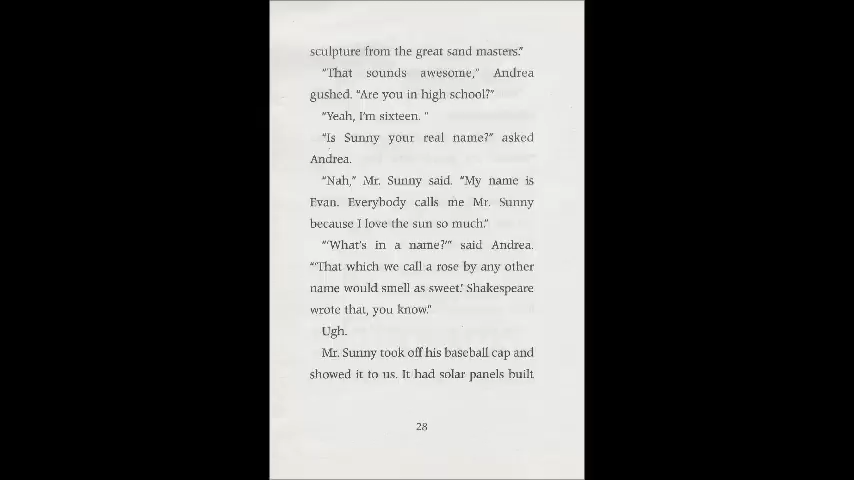 sculpture from the great sand masters."
"That sounds awesome," Andrea
gushed. "Are you in high school?"
"Yeah, I'm sixteen. "
"Is Sunny your real name?" asked
Andrea.
"Nah," Mr. Sunny said. "My name is
Evan. Everybody calls me Mr. Sunny
because I love the sun so much."
"'What's in a name?'" said Andrea.
"'That which we call a rose by any other
name would smell as sweet.' Shakespeare
wrote that, you know."
Ugh.
Mr. Sunny took off his baseball cap and
showed it to us. It had solar panels built
28